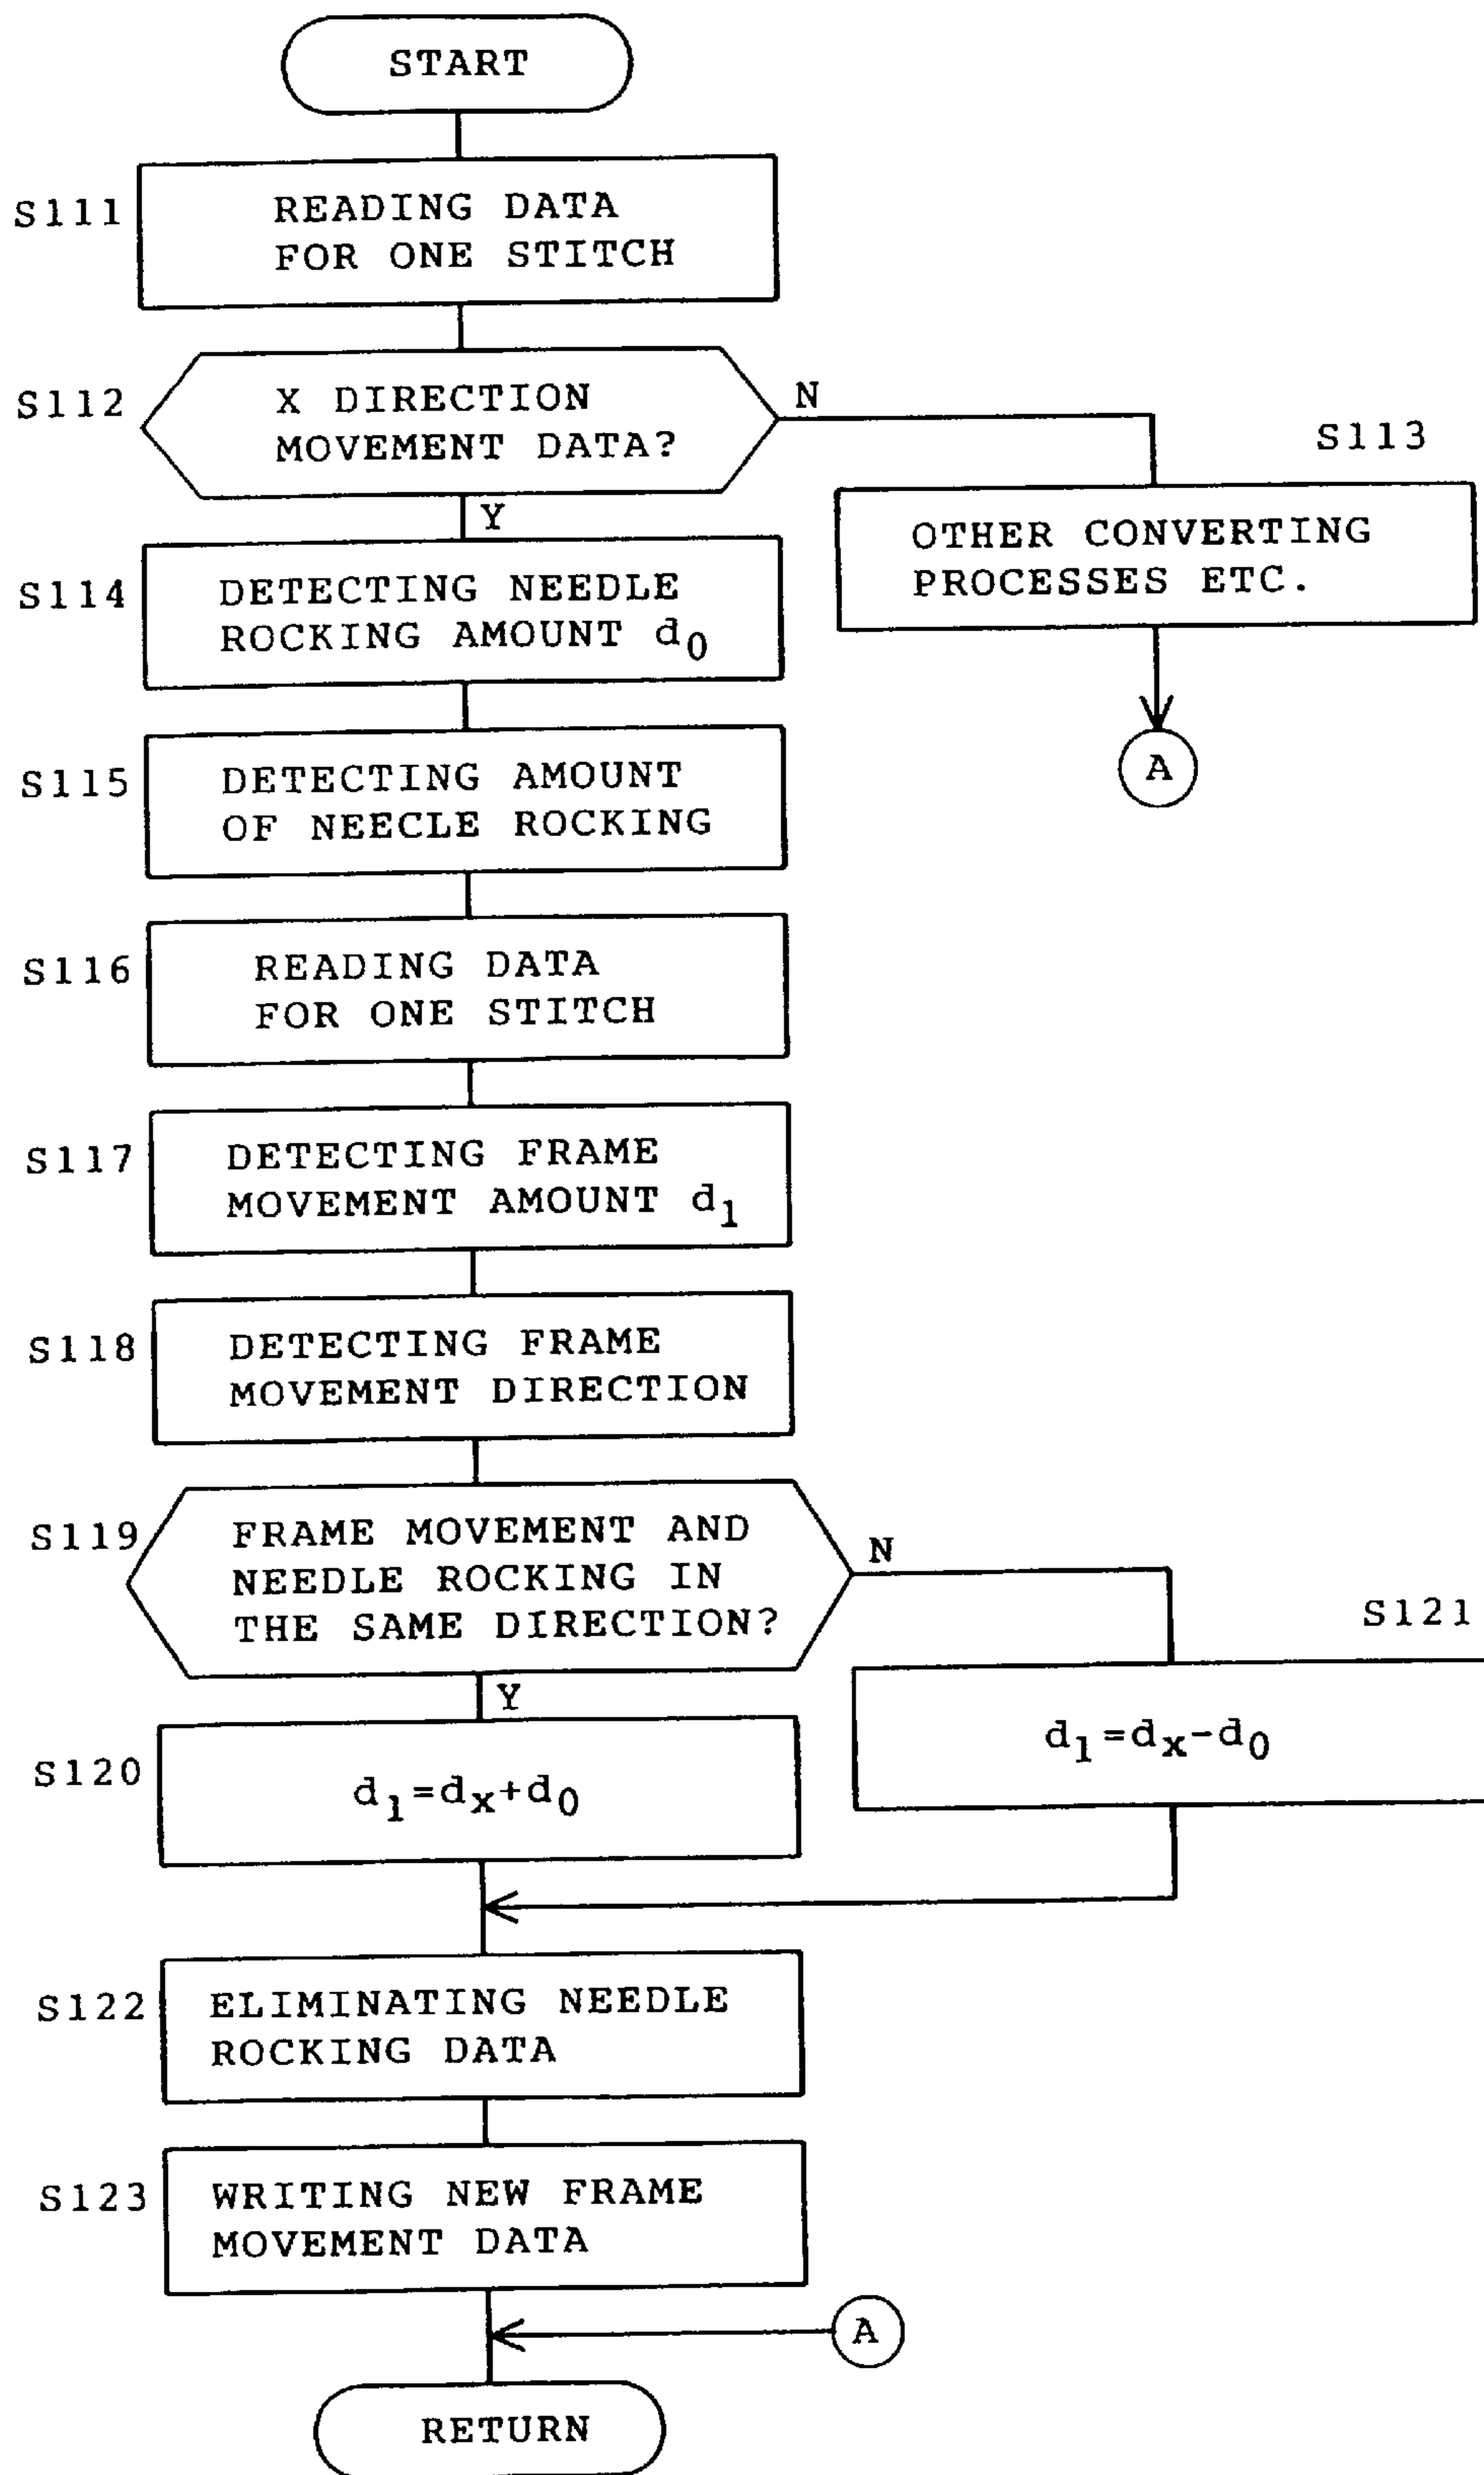 START
S111
READING DATA
FOR ONE STITCH
S112
X DIRECTION
MOVEMENT DATA?
N
Y
S113
OTHER CONVERTING
PROCESSES ETC.
A
S114
DETECTING NEEDLE
ROCKING AMOUNT d₀
S115
DETECTING AMOUNT
OF NEECLE ROCKING
S116
READING DATA
FOR ONE STITCH
S117
DETECTING FRAME
MOVEMENT AMOUNT d₁
S118
DETECTING FRAME
MOVEMENT DIRECTION
S119
FRAME MOVEMENT AND
NEEDLE ROCKING IN
THE SAME DIRECTION?
N
Y
S121
d₁=dₓ-d₀
S120
d₁=dₓ+d₀
S122
ELIMINATING NEEDLE
ROCKING DATA
S123
WRITING NEW FRAME
MOVEMENT DATA
A
RETURN